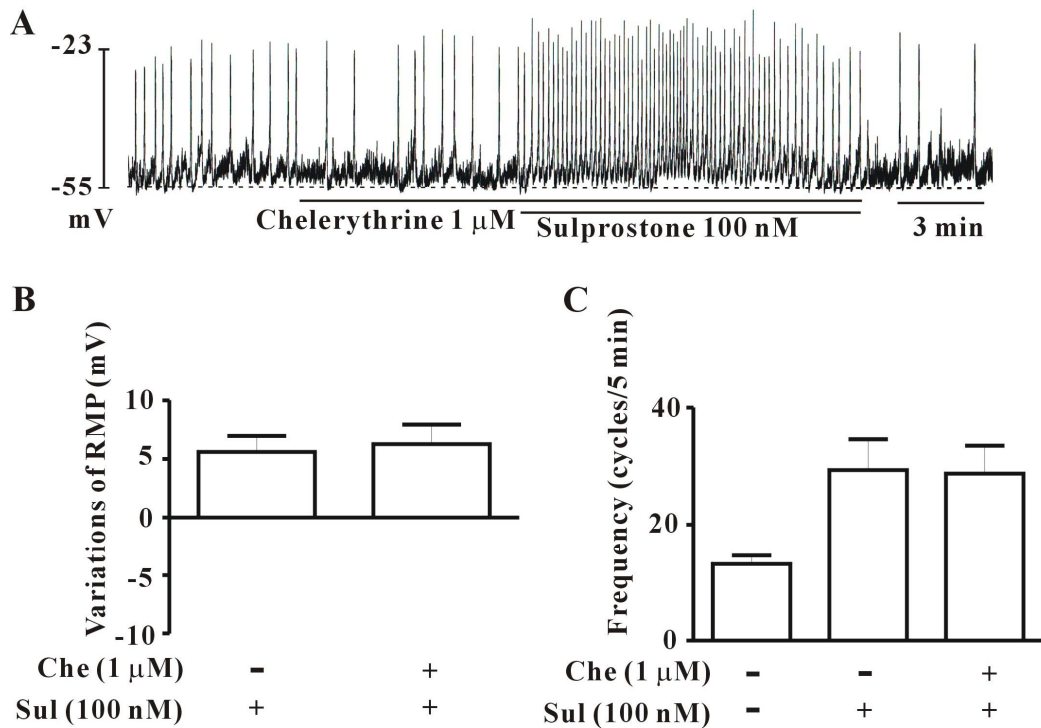 A
-23
-55
mV
Chelerythrine 1 μM
Sulprostone 100 nM
3 min
B
Variations of RMP (mV)
10
5
0
-5
-10
Che (1 μM) - +
Sul (100 nM) + +
C
Frequency (cycles/5 min)
40
20
0
Che (1 μM) - - +
Sul (100 nM) - + +